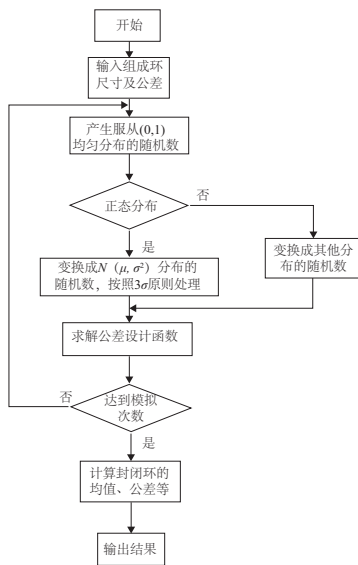 开始
输入组成环
尺寸及公差
产生服从(0,1)
均匀分布的随机数
正态分布
否
是
变换成N（μ, σ²）分布的
随机数，按照3σ原则处理
变换成其他分
布的随机数
求解公差设计函数
否
达到模拟
次数
是
计算封闭环的
均值、公差等
输出结果